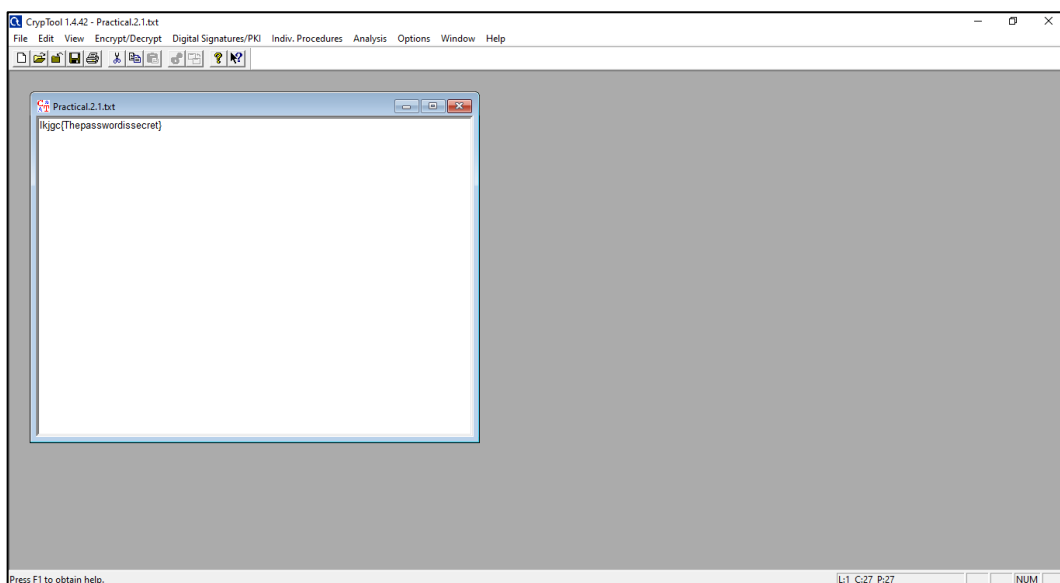 CrypTool 1.4.42 - Practical.2.1.txt
File Edit View Encrypt/Decrypt Digital Signatures/PKI Indiv. Procedures Analysis Options Window Help
Practical.2.1.txt
lkjgc{Thepasswordissecret}
Press F1 to obtain help.
L:1 C:27 P:27
NUM